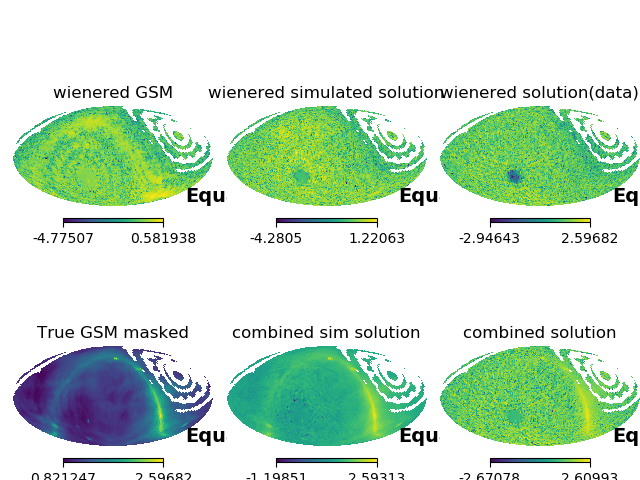 wienered GSM
wienered simulated solution
wienered solution(data)
Equ
Equ
Eq
-4.77507 0.581938
-4.2805 1.22063
-2.94643 2.59682
True GSM masked
combined sim solution
combined solution
Equ
Equ
Eq
0.821247 2.59682
-1.19851 2.59313
-2.67078 2.60993